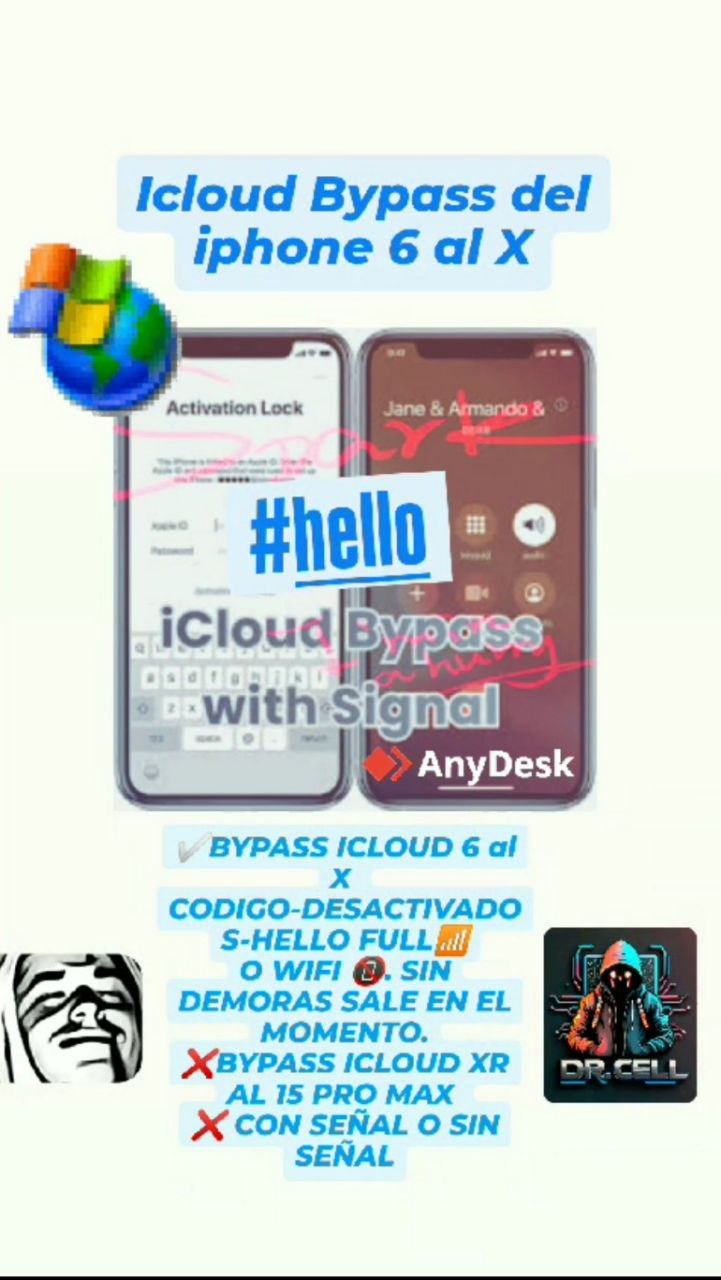 Icloud Bypass del
iphone 6 al X
Activation Lock
Jane & Armando &
Apple ID
Password
#hello
iCloud Bypass
with Signal
AnyDesk
✔️BYPASS ICLOUD 6 al
X
CODIGO-DESACTIVADO
S-HELLO FULL📶
O WIFI 📵. SIN
DEMORAS SALE EN EL
MOMENTO.
❌BYPASS ICLOUD XR
AL 15 PRO MAX
❌ CON SEÑAL O SIN
SEÑAL
DR.CELL